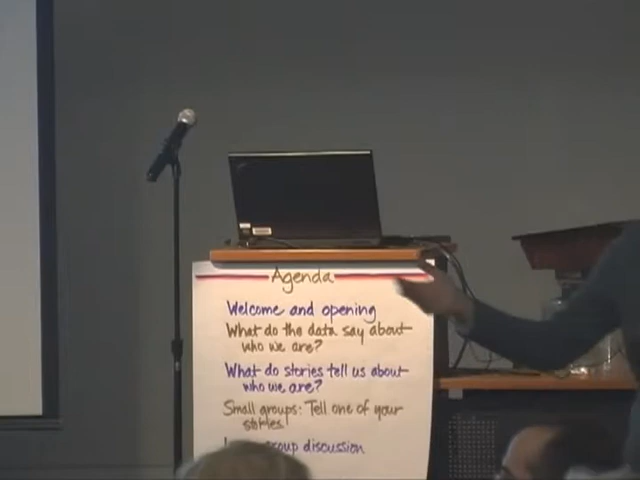 Agenda
Welcome and opening
What do the data say about
who we are?
What do stories tell us about
who we are?
Small groups: Tell one of your
stories
group discussion